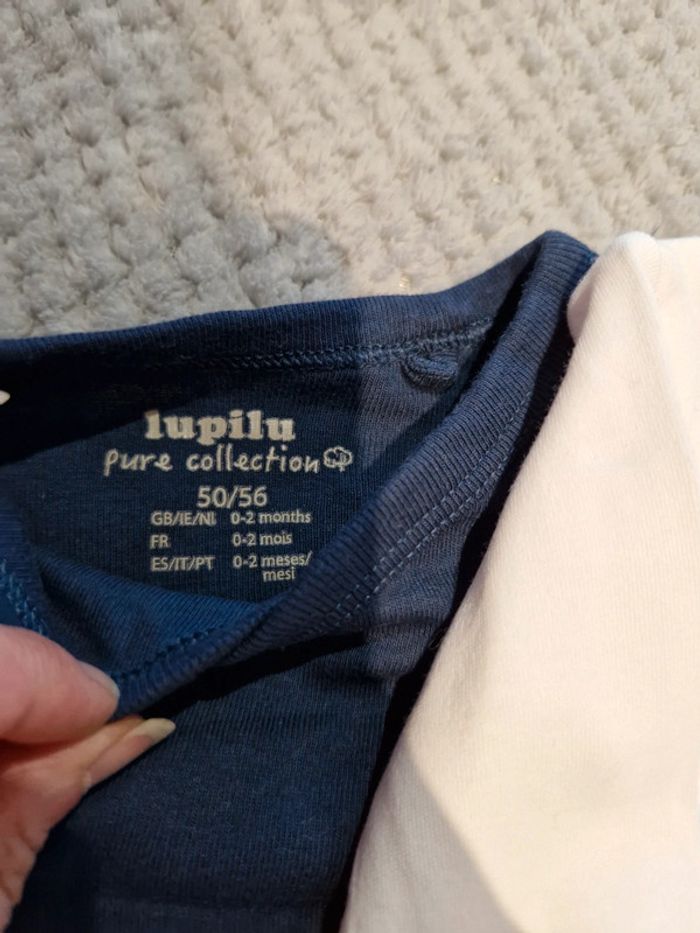 lupilu
pure collection
50/56
GB/IE/NI 0-2 months
FR 0-2 mois
ES/IT/PT 0-2 meses/
mesi